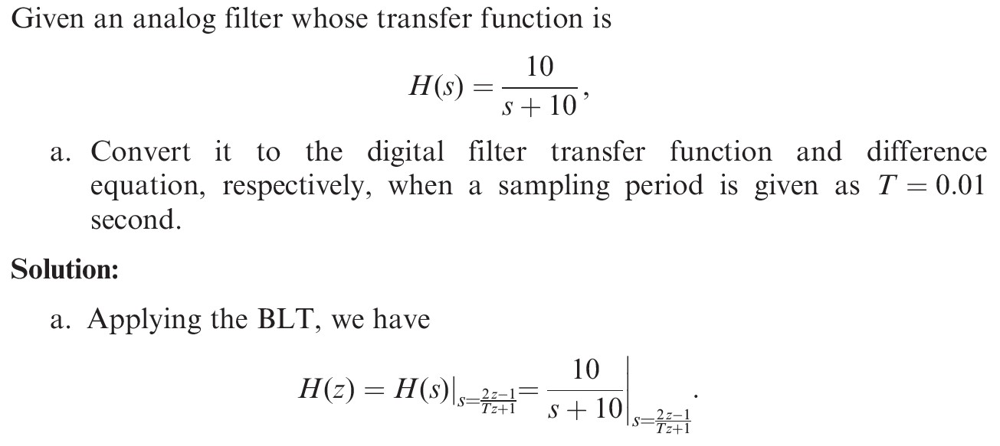 Given an analog filter whose transfer function is
H(s) = \frac{10}{s + 10},
a. Convert it to the digital filter transfer function and difference
equation, respectively, when a sampling period is given as T = 0.01
second.
Solution:
a. Applying the BLT, we have
H(z) = H(s)|_{s=\frac{2}{T}\frac{z-1}{z+1}} = \left.\frac{10}{s + 10}\right|_{s=\frac{2}{T}\frac{z-1}{z+1}}.